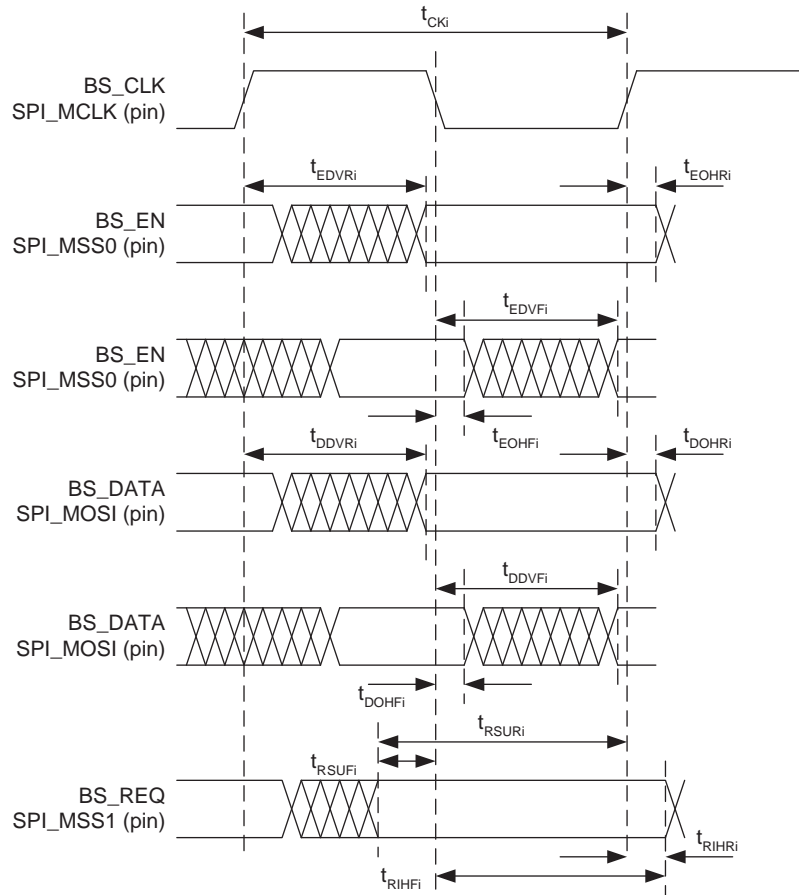 tCKi
BS_CLK
SPI_MCLK (pin)
tEDVRi
tEOHRi
BS_EN
SPI_MSS0 (pin)
tEDVFi
BS_EN
SPI_MSS0 (pin)
tEOHFi
tDDVRi
tDOHRi
BS_DATA
SPI_MOSI (pin)
tDDVFi
BS_DATA
SPI_MOSI (pin)
tDOHFi
tRSURi
tRSUFi
BS_REQ
SPI_MSS1 (pin)
tRIHRi
tRIHFi